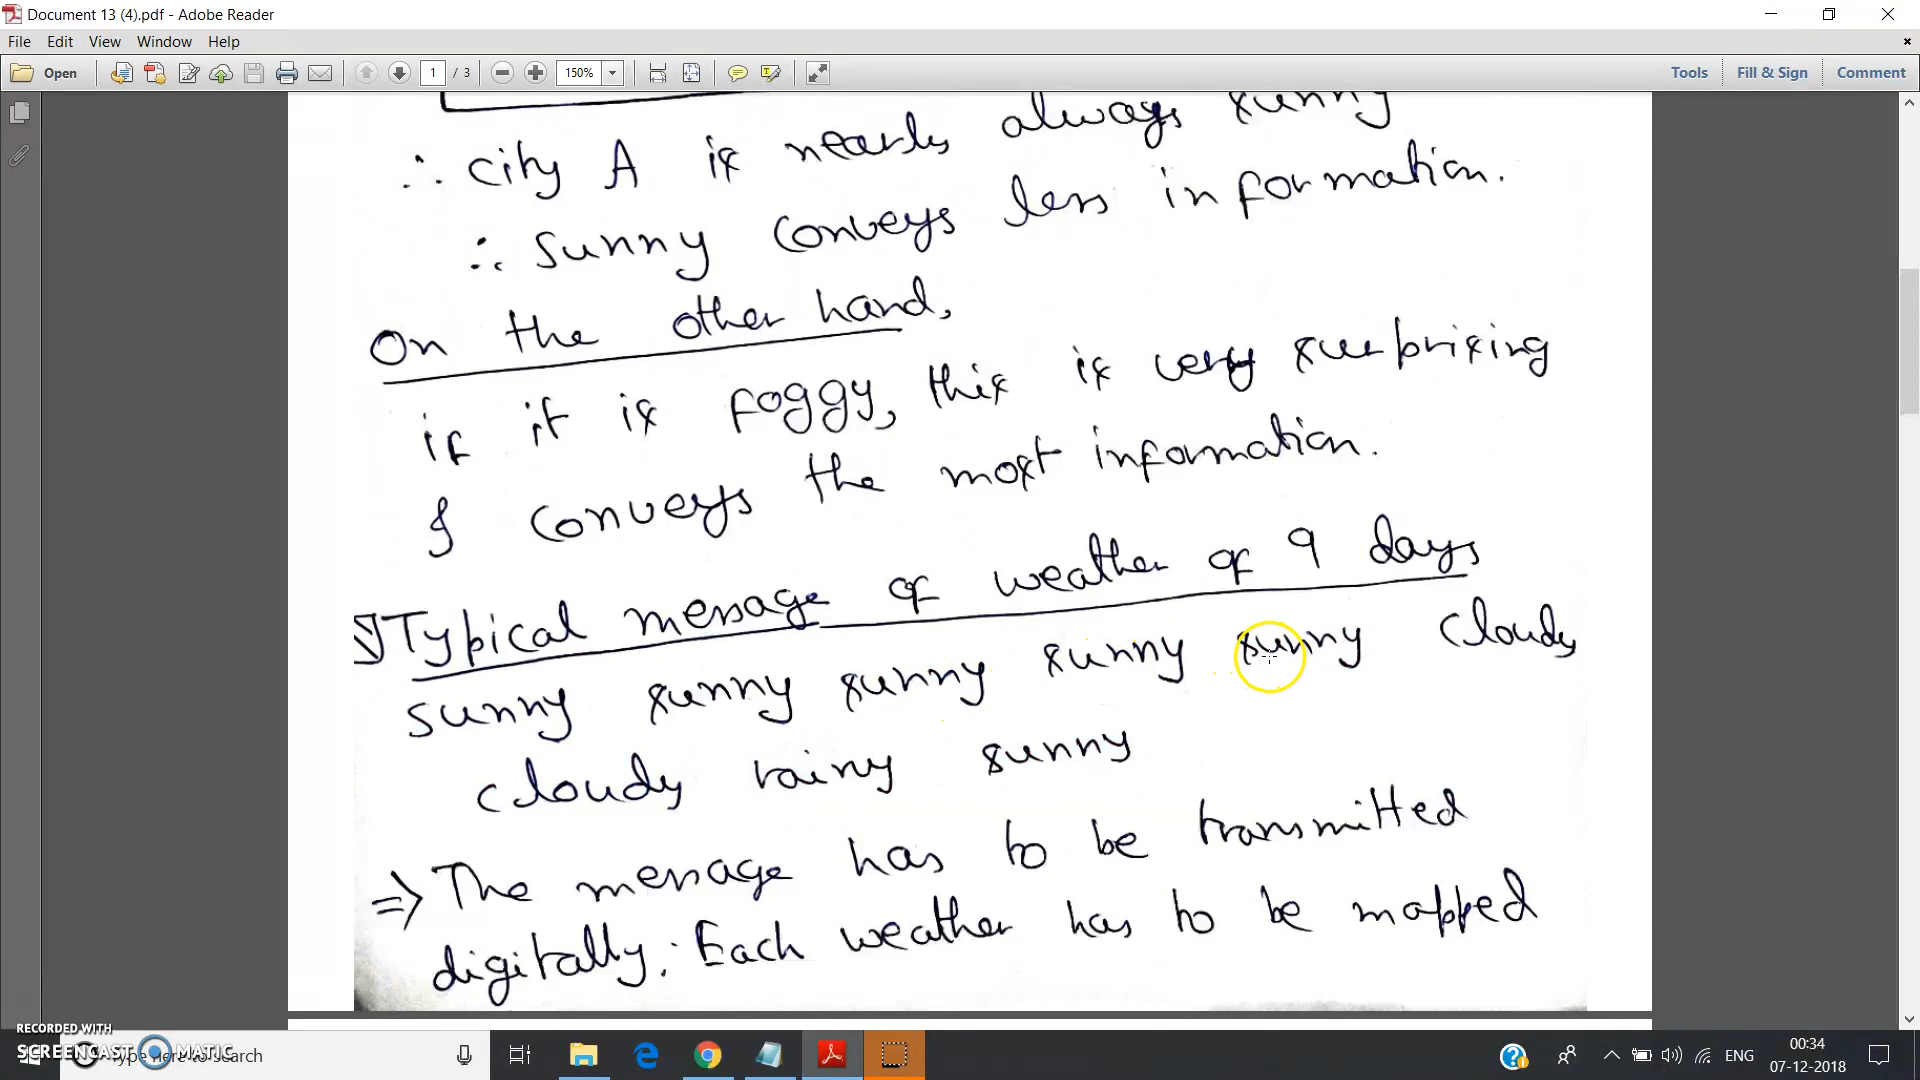 Document 13 (4).pdf - Adobe Reader
File Edit View Window Help
Open 1 / 3 150% Tools Fill & Sign Comment
∴ city A is nearly always sunny
∴ sunny conveys less information.
On the other hand,
if it is foggy, this is very surprising
& conveys the most information.
Typical message of weather of 9 days
sunny sunny sunny sunny sunny cloudy
cloudy rainy sunny
⇒ The message has to be transmitted
digitally. Each weather has to be mapped
RECORDED WITH
SCREENCAST MATIC
Type here to search
ENG
00:34
07-12-2018